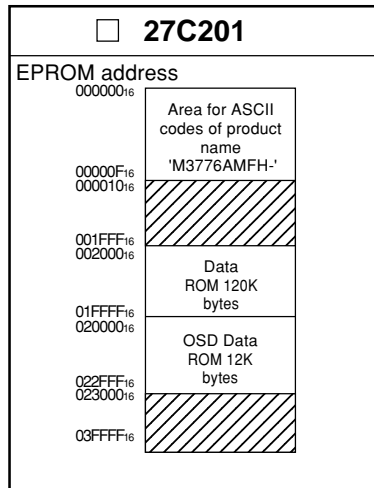 □ 27C201
EPROM address
000000₁₆
Area for ASCII
codes of product
name
'M3776AMFH-'
00000F₁₆
000010₁₆
001FFF₁₆
002000₁₆
Data
ROM 120K
bytes
01FFFF₁₆
020000₁₆
OSD Data
ROM 12K
bytes
022FFF₁₆
023000₁₆
03FFFF₁₆